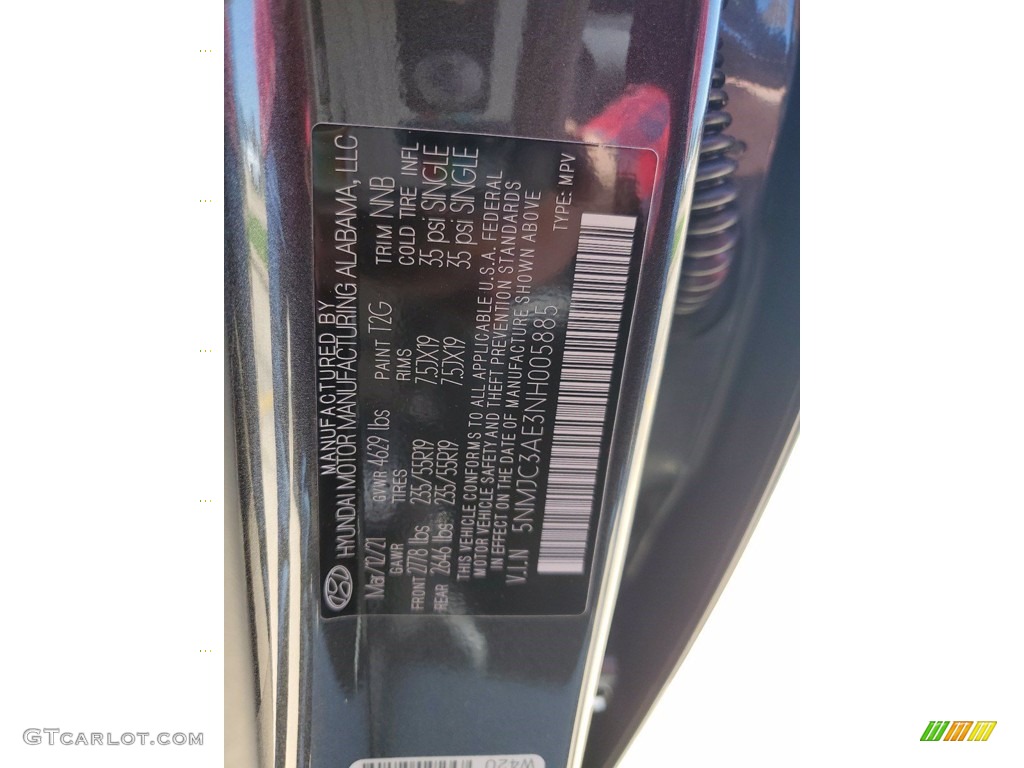 MANUFACTURED BY
HYUNDAI MOTOR MANUFACTURING ALABAMA, LLC
Mar/12/21 GVWR 4629 lbs PAINT T2G TRIM NNB
GAWR TIRES RIMS COLD TIRE INFL
FRONT 2778 lbs 235/55R19 7.5JX19 35 psi SINGLE
REAR 2646 lbs 235/55R19 7.5JX19 35 psi SINGLE
THIS VEHICLE CONFORMS TO ALL APPLICABLE U.S.A. FEDERAL
MOTOR VEHICLE SAFETY AND THEFT PREVENTION STANDARDS
IN EFFECT ON THE DATE OF MANUFACTURE SHOWN ABOVE
V.I.N 5NMJC3AE3NH005885 TYPE: MPV
W420
GTCARLOT.COM